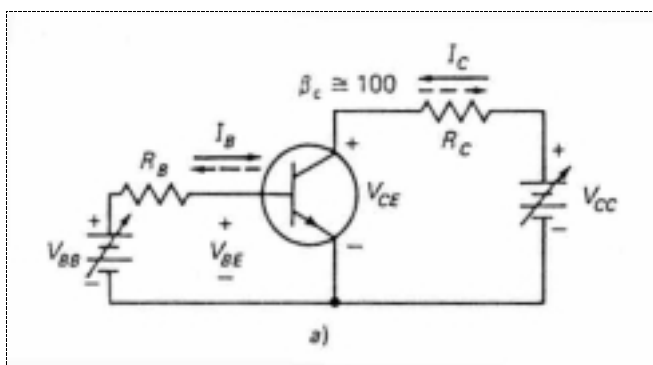 I_C
β_c ≅ 100
I_B
R_B
R_C
+
+
V_CE
V_CC
+
+
V_BB
V_BE
−
−
−
−
a)